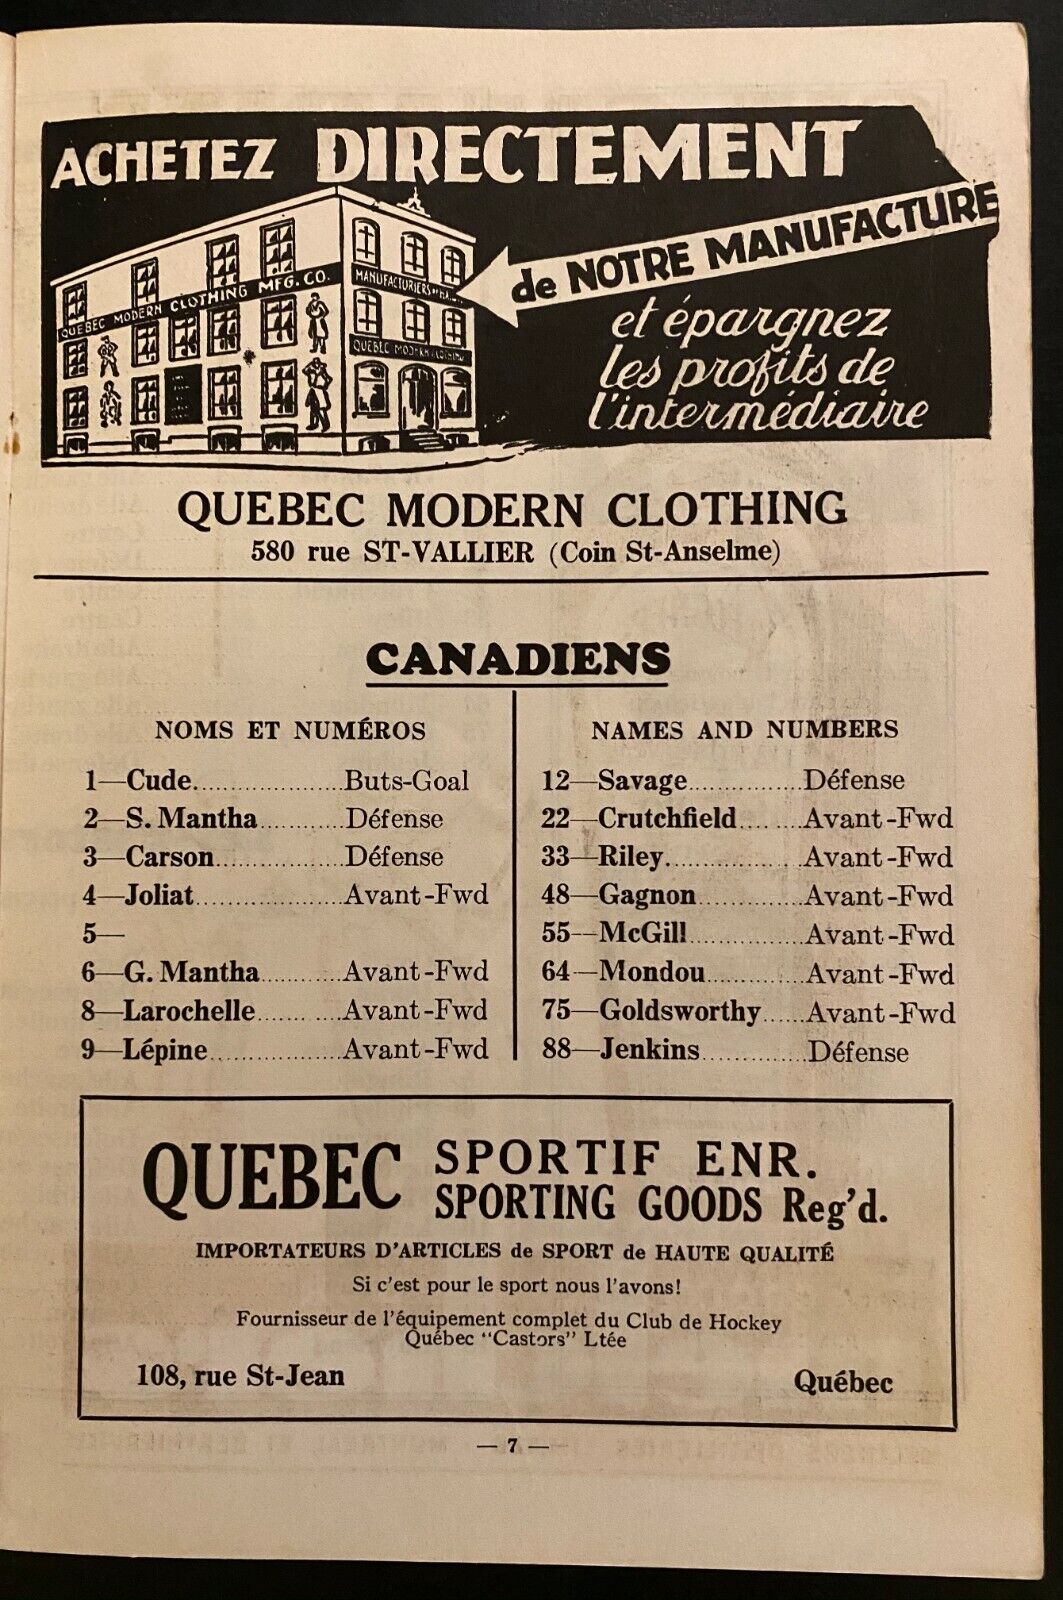 ACHETEZ DIRECTEMENT
de NOTRE MANUFACTURE
et épargnez
les profits de
l'intermédiaire
QUEBEC MODERN CLOTHING MFG. CO.
MANUFACTURIERS
QUEBEC MODERN CLOTHING
QUEBEC MODERN CLOTHING
580 rue ST-VALLIER (Coin St-Anselme)
CANADIENS
NOMS ET NUMÉROS
1—Cude....................Buts-Goal
2—S. Mantha............Défense
3—Carson.................Défense
4—Joliat....................Avant-Fwd
5—
6—G. Mantha...........Avant-Fwd
8—Larochelle............Avant-Fwd
9—Lépine..................Avant-Fwd
NAMES AND NUMBERS
12—Savage................Défense
22—Crutchfield.........Avant-Fwd
33—Riley..................Avant-Fwd
48—Gagnon.............Avant-Fwd
55—McGill...............Avant-Fwd
64—Mondou.............Avant-Fwd
75—Goldsworthy......Avant-Fwd
88—Jenkins..............Défense
QUEBEC SPORTIF ENR.
SPORTING GOODS Reg'd.
IMPORTATEURS D'ARTICLES de SPORT de HAUTE QUALITÉ
Si c'est pour le sport nous l'avons!
Fournisseur de l'équipement complet du Club de Hockey
Québec "Castors" Ltée
108, rue St-Jean Québec
— 7 —